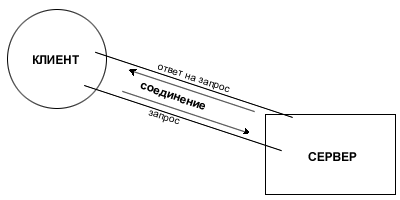 КЛИЕНТ
ответ на запрос
соединение
запрос
СЕРВЕР